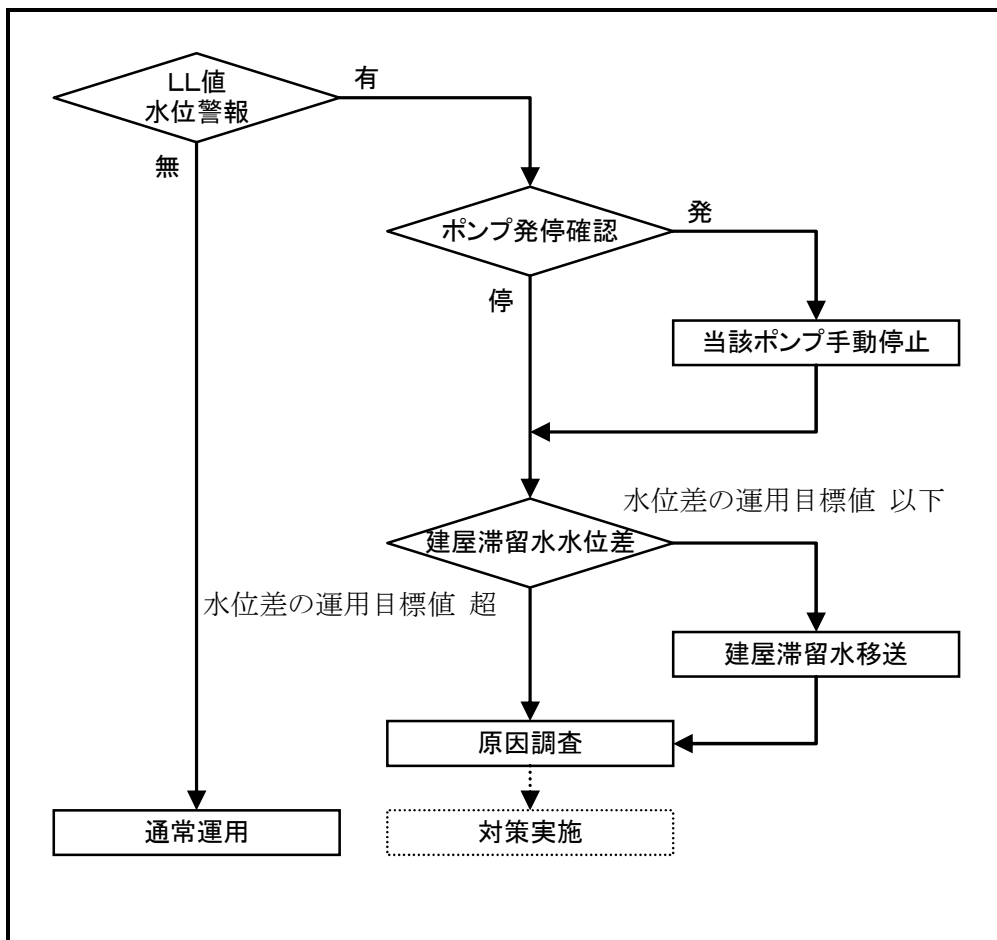 LL値
水位警報
有
無
ポンプ発停確認
発
停
当該ポンプ手動停止
水位差の運用目標値 以下
建屋滞留水水位差
水位差の運用目標値 超
建屋滞留水移送
原因調査
通常運用
対策実施